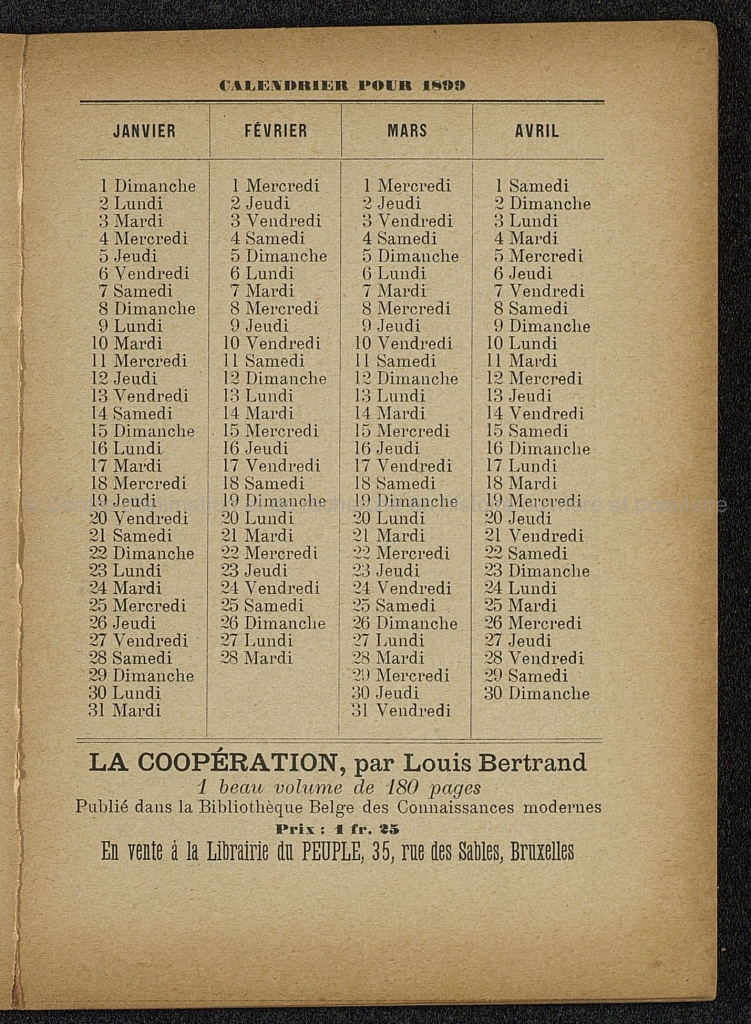 CALENDRIER POUR 1899
JANVIER
1 Dimanche
2 Lundi
3 Mardi
4 Mercredi
5 Jeudi
6 Vendredi
7 Samedi
8 Dimanche
9 Lundi
10 Mardi
11 Mercredi
12 Jeudi
13 Vendredi
14 Samedi
15 Dimanche
16 Lundi
17 Mardi
18 Mercredi
19 Jeudi
20 Vendredi
21 Samedi
22 Dimanche
23 Lundi
24 Mardi
25 Mercredi
26 Jeudi
27 Vendredi
28 Samedi
29 Dimanche
30 Lundi
31 Mardi
FÉVRIER
1 Mercredi
2 Jeudi
3 Vendredi
4 Samedi
5 Dimanche
6 Lundi
7 Mardi
8 Mercredi
9 Jeudi
10 Vendredi
11 Samedi
12 Dimanche
13 Lundi
14 Mardi
15 Mercredi
16 Jeudi
17 Vendredi
18 Samedi
19 Dimanche
20 Lundi
21 Mardi
22 Mercredi
23 Jeudi
24 Vendredi
25 Samedi
26 Dimanche
27 Lundi
28 Mardi
MARS
1 Mercredi
2 Jeudi
3 Vendredi
4 Samedi
5 Dimanche
6 Lundi
7 Mardi
8 Mercredi
9 Jeudi
10 Vendredi
11 Samedi
12 Dimanche
13 Lundi
14 Mardi
15 Mercredi
16 Jeudi
17 Vendredi
18 Samedi
19 Dimanche
20 Lundi
21 Mardi
22 Mercredi
23 Jeudi
24 Vendredi
25 Samedi
26 Dimanche
27 Lundi
28 Mardi
29 Mercredi
30 Jeudi
31 Vendredi
AVRIL
1 Samedi
2 Dimanche
3 Lundi
4 Mardi
5 Mercredi
6 Jeudi
7 Vendredi
8 Samedi
9 Dimanche
10 Lundi
11 Mardi
12 Mercredi
13 Jeudi
14 Vendredi
15 Samedi
16 Dimanche
17 Lundi
18 Mardi
19 Mercredi
20 Jeudi
21 Vendredi
22 Samedi
23 Dimanche
24 Lundi
25 Mardi
26 Mercredi
27 Jeudi
28 Vendredi
29 Samedi
30 Dimanche
LA COOPÉRATION, par Louis Bertrand
1 beau volume de 180 pages
Publié dans la Bibliothèque Belge des Connaissances modernes
Prix : 1 fr. 25
En vente à la Librairie du PEUPLE, 35, rue des Sables, Bruxelles